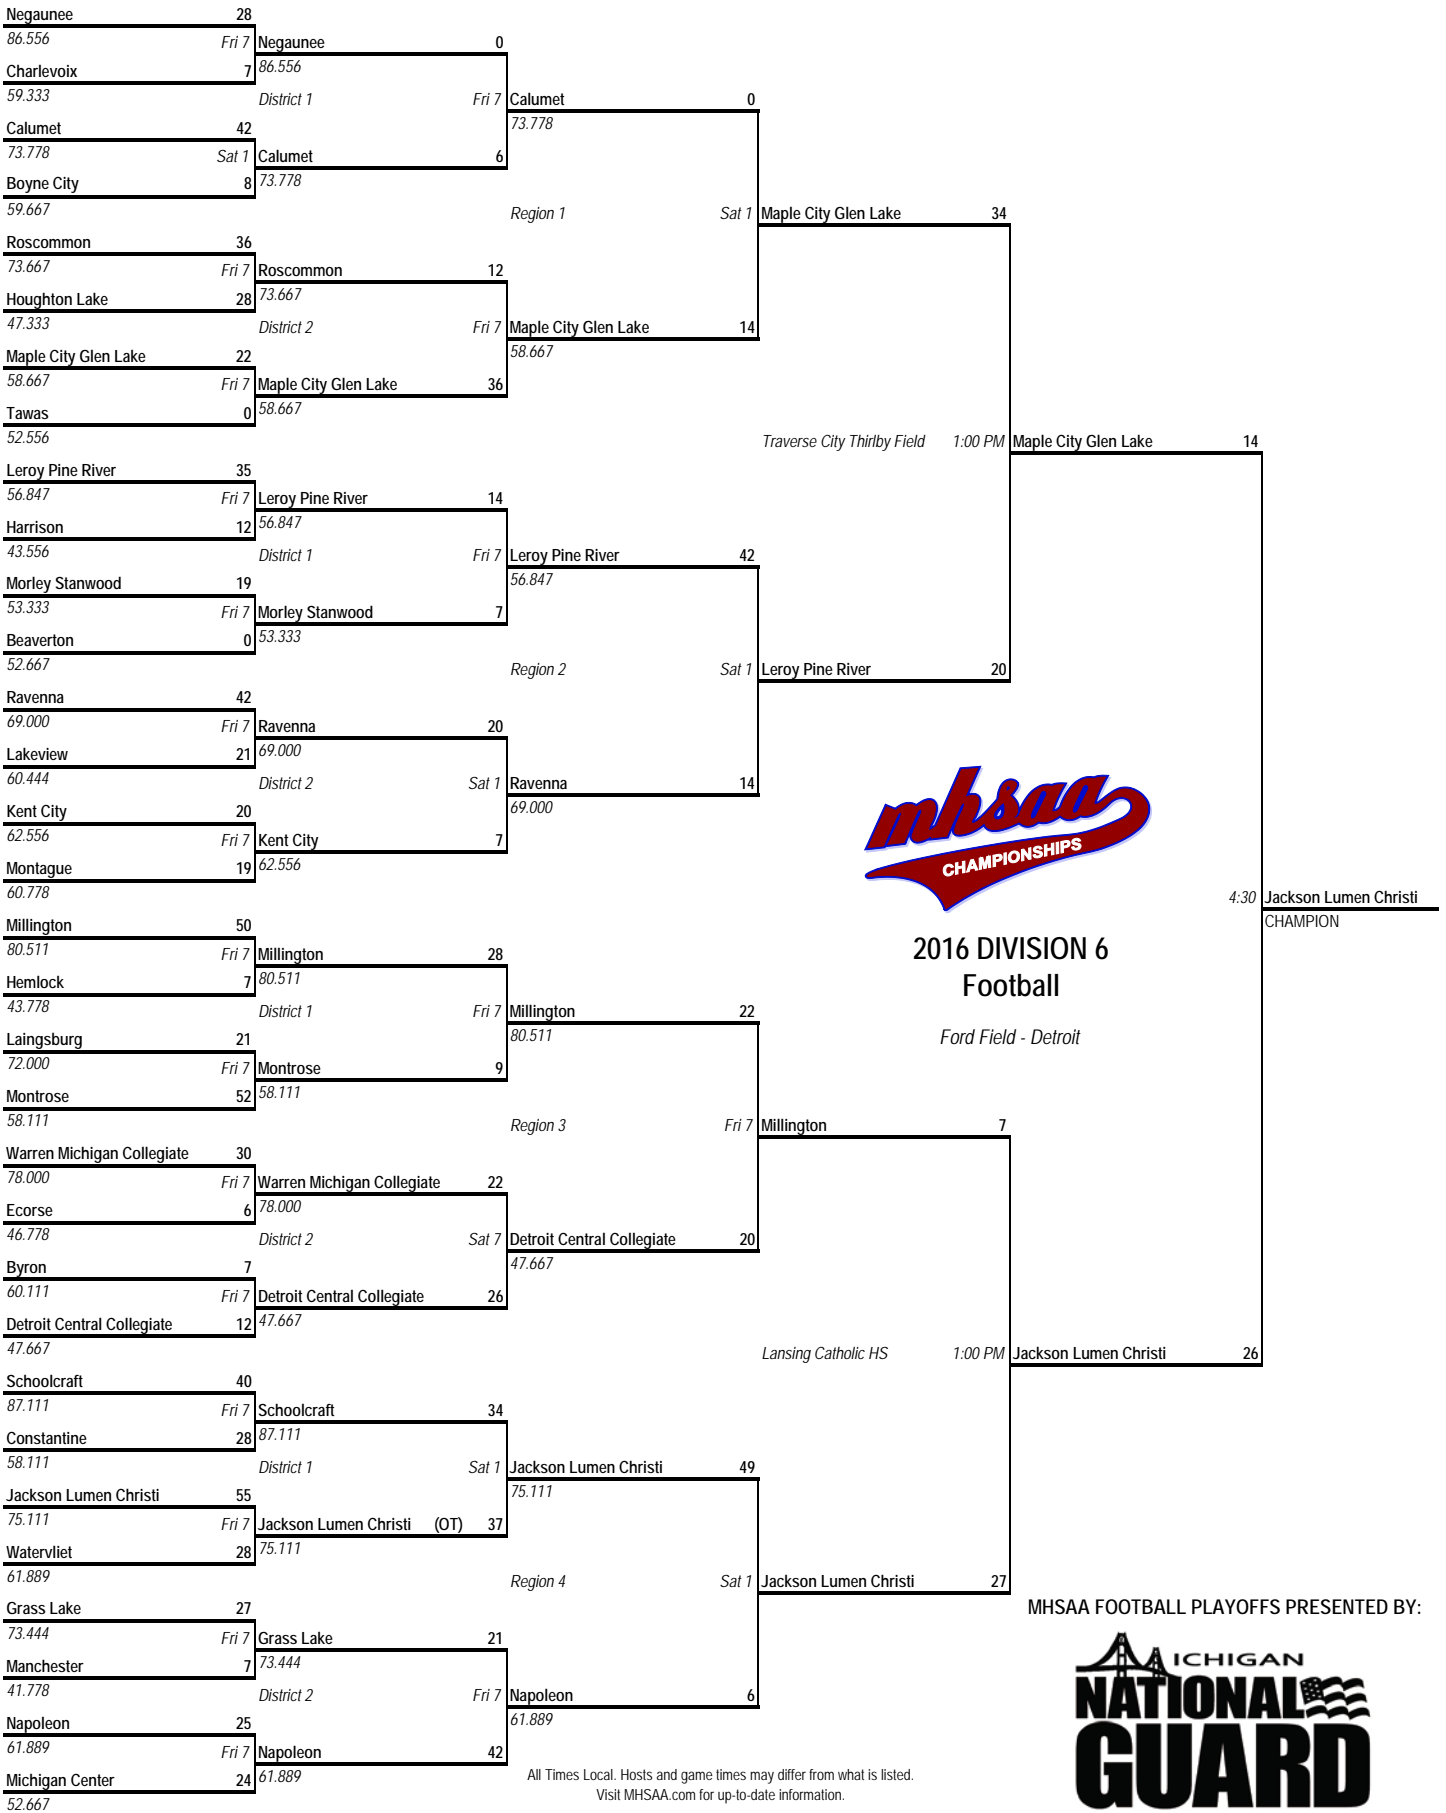 Negaunee 28
86.556
Fri 7 Negaunee 0
Charlevoix 7
86.556
59.333
District 1 Fri 7 Calumet 0
Calumet 42
73.778
73.778
Sat 1 Calumet 6
Boyne City 8
73.778
59.667
Region 1 Sat 1 Maple City Glen Lake 34
Roscommon 36
73.667
Fri 7 Roscommon 12
Houghton Lake 28
73.667
47.333
District 2 Fri 7 Maple City Glen Lake 14
Maple City Glen Lake 22
58.667
58.667
Fri 7 Maple City Glen Lake 36
Tawas 0
58.667
52.556
Traverse City Thirlby Field 1:00 PM Maple City Glen Lake 14
Leroy Pine River 35
56.847
Fri 7 Leroy Pine River 14
Harrison 12
56.847
43.556
District 1 Fri 7 Leroy Pine River 42
Morley Stanwood 19
56.847
53.333
Fri 7 Morley Stanwood 7
Beaverton 0
53.333
52.667
Region 2 Sat 1 Leroy Pine River 20
Ravenna 42
69.000
Fri 7 Ravenna 20
Lakeview 21
69.000
60.444
District 2 Sat 1 Ravenna 14
Kent City 20
69.000
62.556
Fri 7 Kent City 7
Montague 19
62.556
60.778
mhsaa
CHAMPIONSHIPS
4:30 Jackson Lumen Christi
CHAMPION
2016 DIVISION 6
Football
Ford Field - Detroit
Millington 50
80.511
Fri 7 Millington 28
Hemlock 7
80.511
43.778
District 1 Fri 7 Millington 22
Laingsburg 21
80.511
72.000
Fri 7 Montrose 9
Montrose 52
58.111
58.111
Region 3 Fri 7 Millington 7
Warren Michigan Collegiate 30
78.000
Fri 7 Warren Michigan Collegiate 22
Ecorse 6
78.000
46.778
District 2 Sat 7 Detroit Central Collegiate 20
Byron 7
47.667
60.111
Fri 7 Detroit Central Collegiate 26
Detroit Central Collegiate 12
47.667
47.667
Lansing Catholic HS 1:00 PM Jackson Lumen Christi 26
Schoolcraft 40
87.111
Fri 7 Schoolcraft 34
Constantine 28
87.111
58.111
District 1 Sat 1 Jackson Lumen Christi 49
Jackson Lumen Christi 55
75.111
75.111
Fri 7 Jackson Lumen Christi (OT) 37
Watervliet 28
75.111
61.889
Region 4 Sat 1 Jackson Lumen Christi 27
Grass Lake 27
73.444
Fri 7 Grass Lake 21
Manchester 7
73.444
41.778
District 2 Fri 7 Napoleon 6
Napoleon 25
61.889
61.889
Fri 7 Napoleon 42
Michigan Center 24
61.889
52.667
MHSAA FOOTBALL PLAYOFFS PRESENTED BY:
MICHIGAN
NATIONAL
GUARD
All Times Local. Hosts and game times may differ from what is listed.
Visit MHSAA.com for up-to-date information.